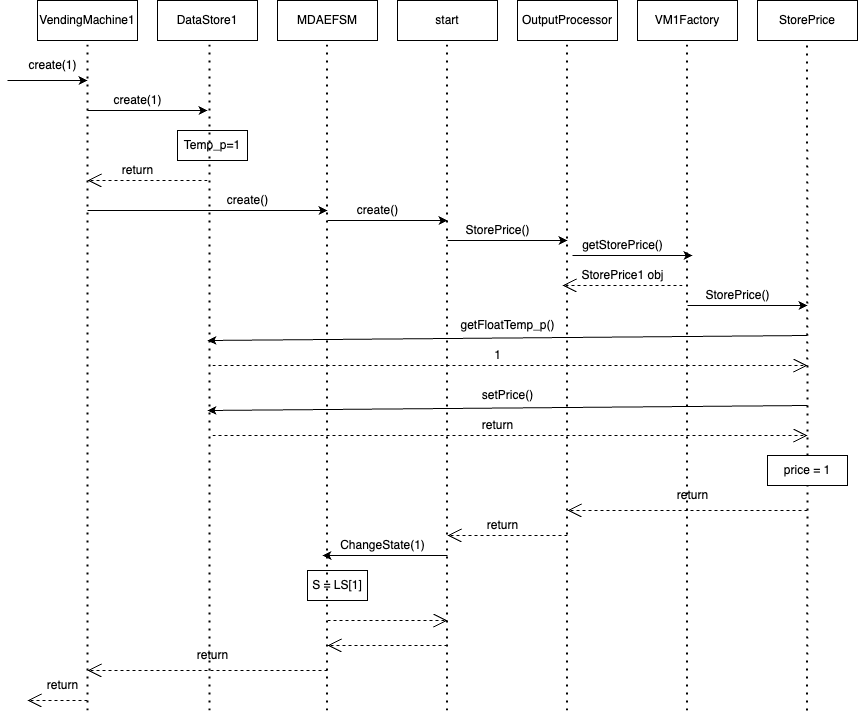 VendingMachine1
DataStore1
MDAEFSM
start
OutputProcessor
VM1Factory
StorePrice
create(1)
create(1)
Temp_p=1
return
create()
create()
StorePrice()
getStorePrice()
StorePrice1 obj
StorePrice()
getFloatTemp_p()
1
setPrice()
return
price = 1
return
return
ChangeState(1)
S = LS[1]
return
return